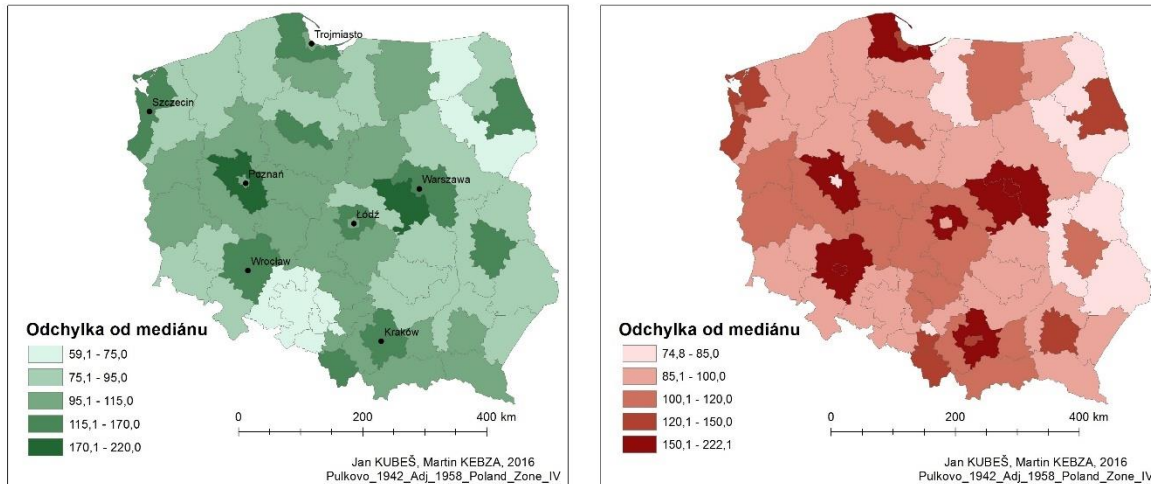 Trojmiasto
Szczecin
Poznań
Warszawa
Łódź
Wrocław
Kraków
Odchylka od mediánu
59,1 - 75,0
75,1 - 95,0
95,1 - 115,0
115,1 - 170,0
170,1 - 220,0
0 200 400 km
Jan KUBEŠ, Martin KEBZA, 2016
Pulkovo_1942_Adj_1958_Poland_Zone_IV
Odchylka od mediánu
74,8 - 85,0
85,1 - 100,0
100,1 - 120,0
120,1 - 150,0
150,1 - 222,1
0 200 400 km
Jan KUBEŠ, Martin KEBZA, 2016
Pulkovo_1942_Adj_1958_Poland_Zone_IV